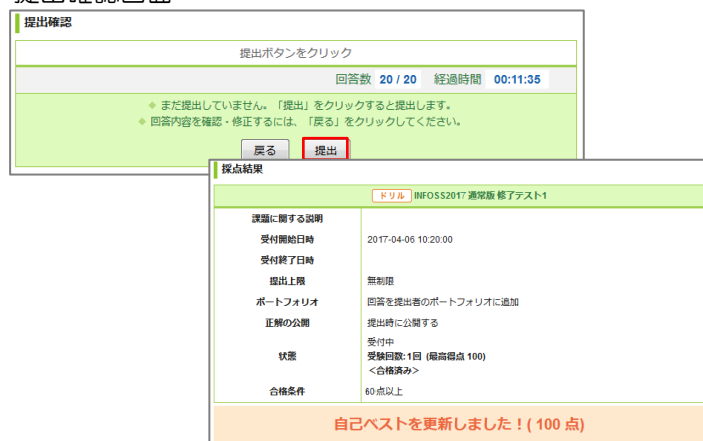 提出確認
提出ボタンをクリック
回答数 20 / 20 経過時間 00:11:35
◆ まだ提出していません。「提出」をクリックすると提出します。
◆ 回答内容を確認・修正するには、「戻る」をクリックしてください。
戻る 提出
採点結果
ドリル INFOSS2017 通常版 修了テスト1
課題に関する説明
受付開始日時 2017-04-06 10:20:00
受付終了日時
提出上限 無制限
ポートフォリオ 回答を提出者のポートフォリオに追加
正解の公開 提出時に公開する
状態 受付中
受験回数: 1回 (最高得点 100)
<合格済み>
合格条件 60点以上
自己ベストを更新しました！( 100 点)